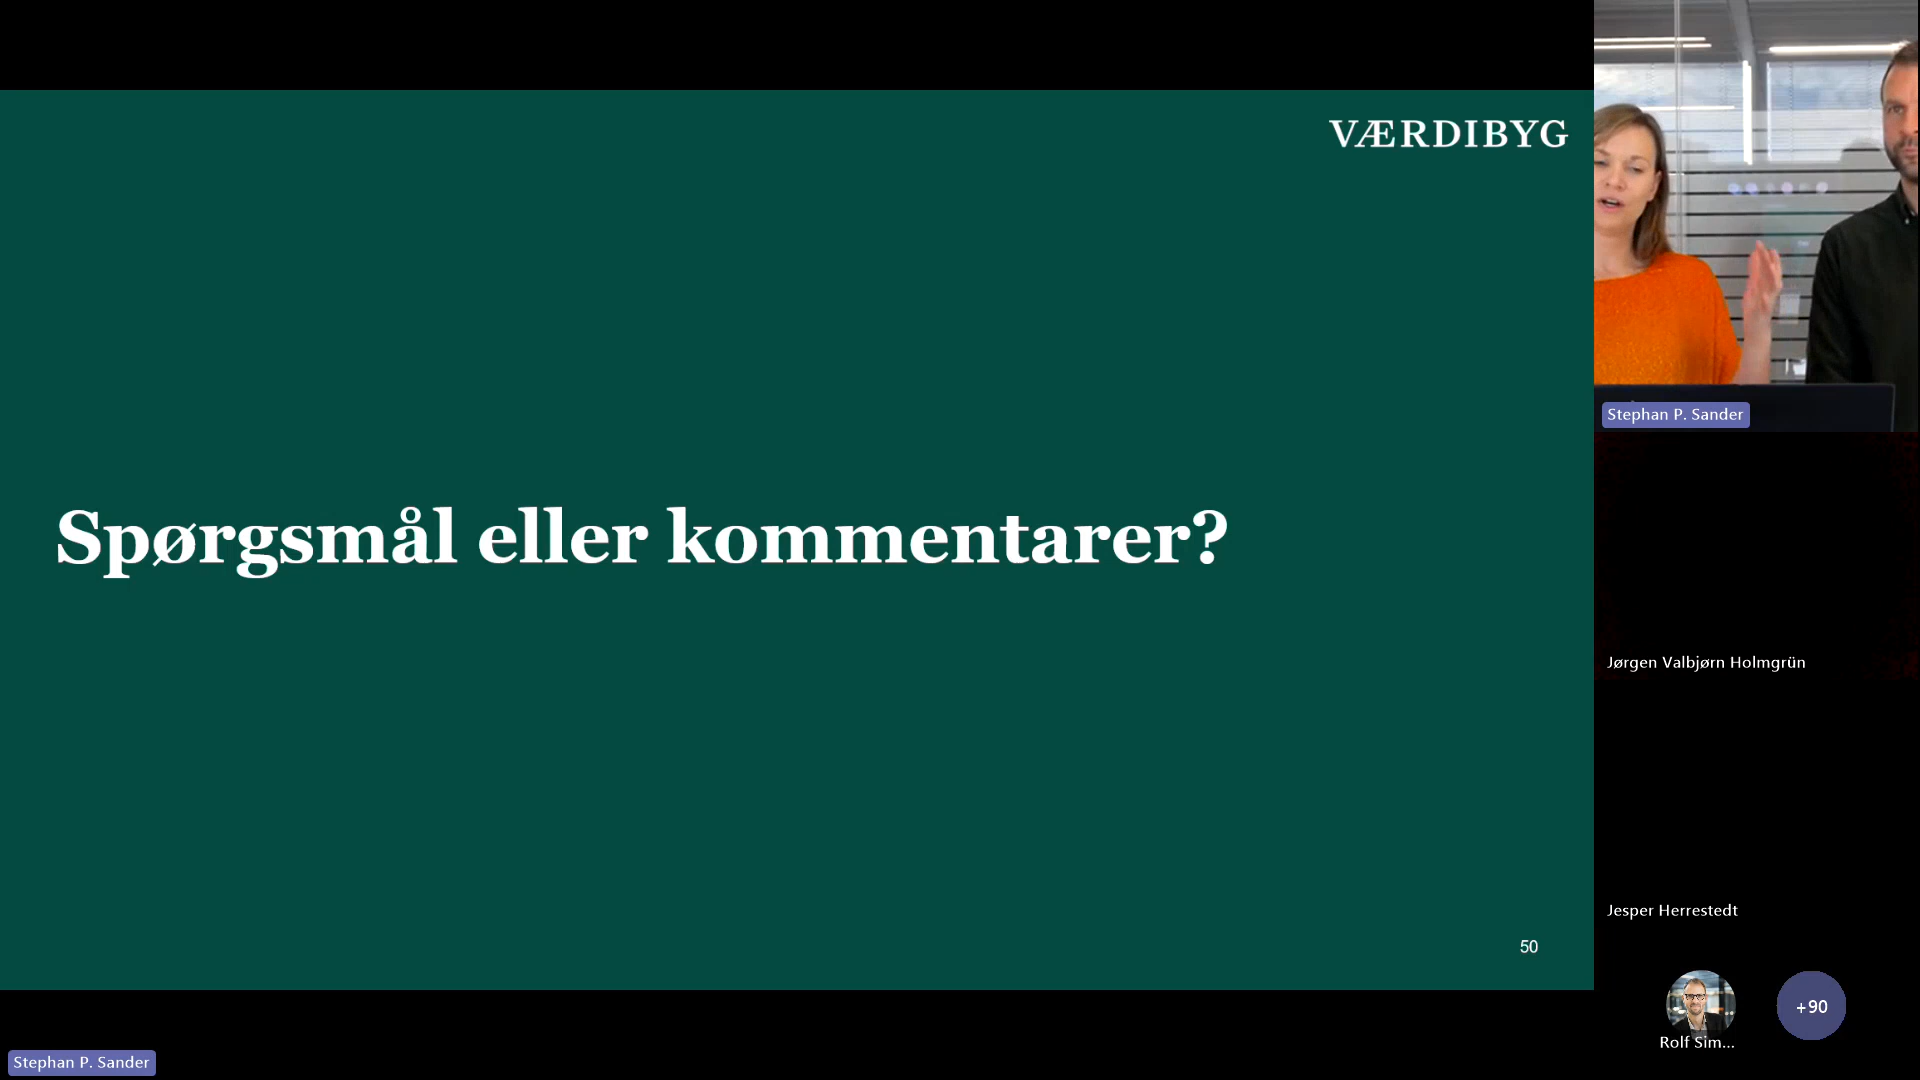 VÆRDIBYG
Spørgsmål eller kommentarer?
50
Stephan P. Sander
Jørgen Valbjørn Holmgrün
Jesper Herrestedt
+90
Rolf Sim...
Stephan P. Sander